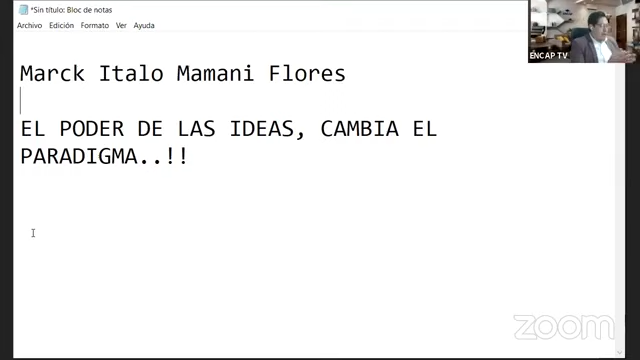 *Sin título: Bloc de notas
Archivo Edición Formato Ver Ayuda
ENCAP TV
Marck Italo Mamani Flores
EL PODER DE LAS IDEAS, CAMBIA EL
PARADIGMA..!!
zoom